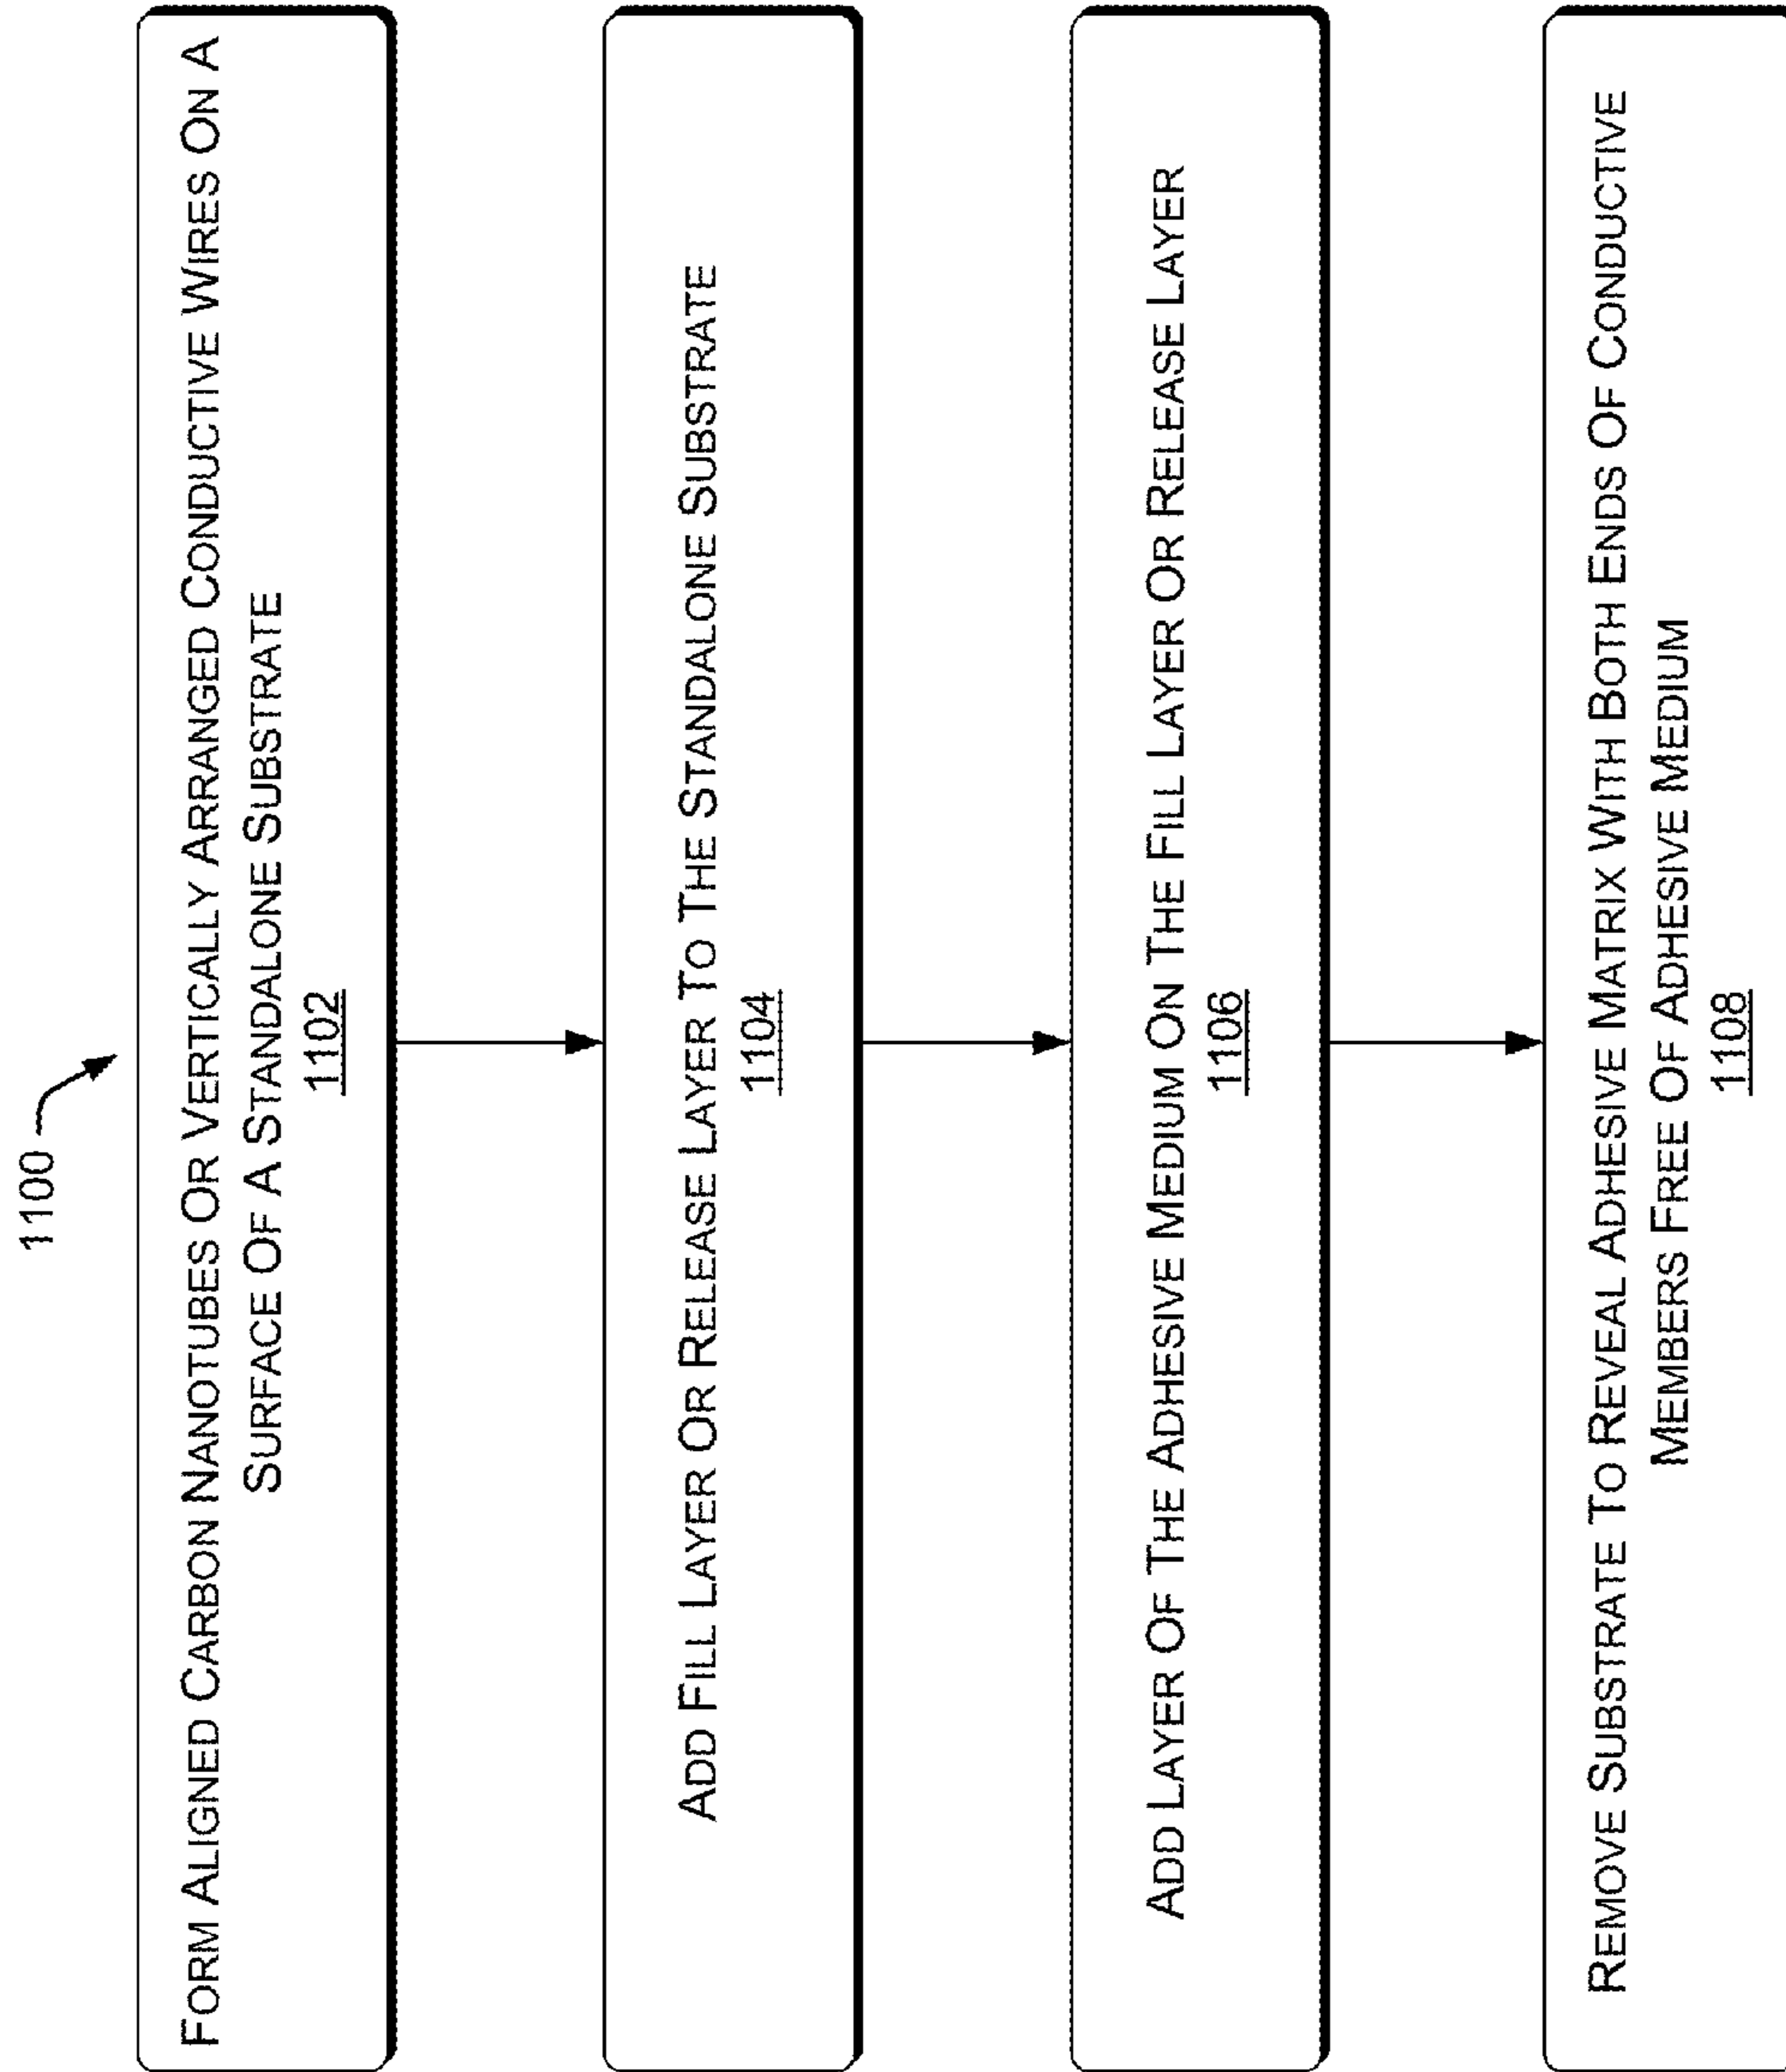 1100
FORM ALIGNED CARBON NANOTUBES OR VERTICALLY ARRANGED CONDUCTIVE WIRES ON A
SURFACE OF A STANDALONE SUBSTRATE
1102
ADD FILL LAYER OR RELEASE LAYER TO THE STANDALONE SUBSTRATE
1104
ADD LAYER OF THE ADHESIVE MEDIUM ON THE FILL LAYER OR RELEASE LAYER
1106
REMOVE SUBSTRATE TO REVEAL ADHESIVE MATRIX WITH BOTH ENDS OF CONDUCTIVE
MEMBERS FREE OF ADHESIVE MEDIUM
1108